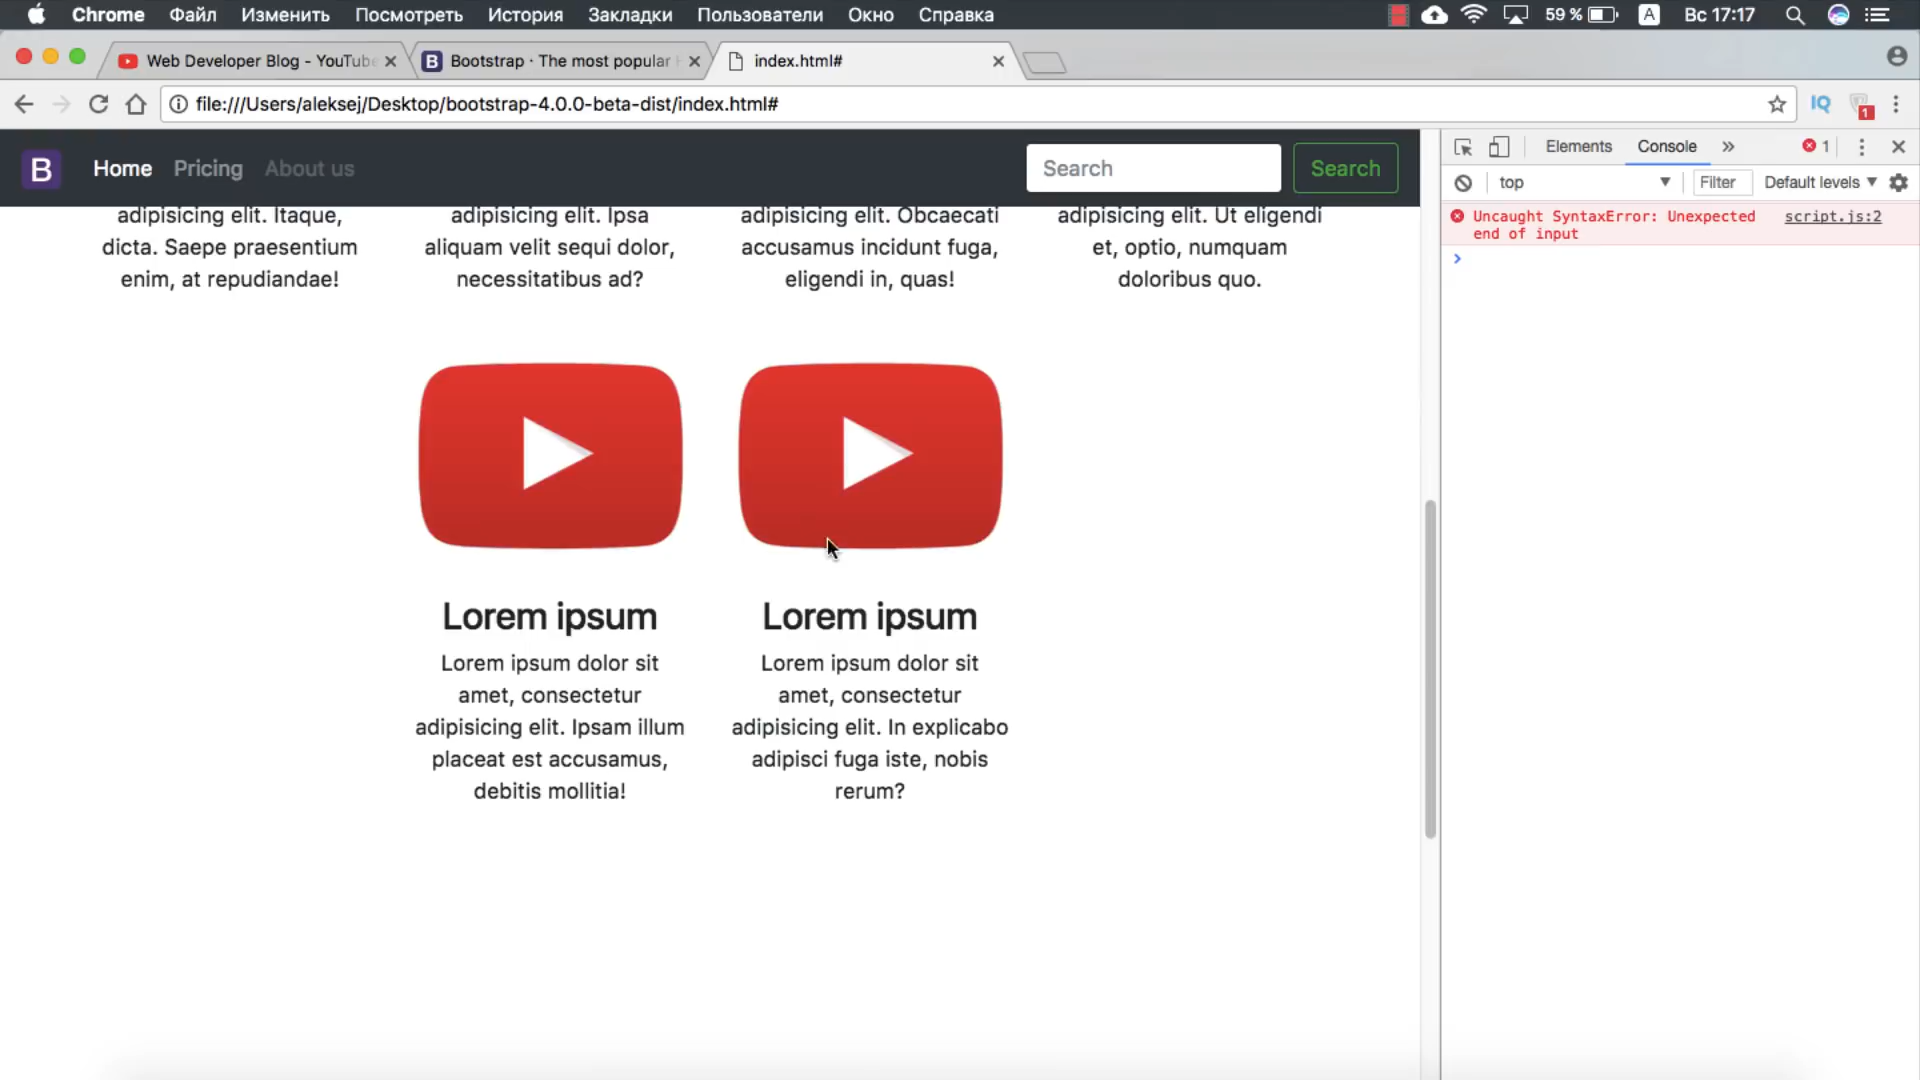 Chrome Файл Изменить Посмотреть История Закладки Пользователи Окно Справка 59 % A Вс 17:17
Web Developer Blog - YouTube B Bootstrap · The most popular index.html#
file:///Users/aleksej/Desktop/bootstrap-4.0.0-beta-dist/index.html# IQ 1
B Home Pricing About us Search Search
Elements Console » 1
top Filter Default levels
Uncaught SyntaxError: Unexpected script.js:2
end of input
adipisicing elit. Itaque,
dicta. Saepe praesentium
enim, at repudiandae!
adipisicing elit. Ipsa
aliquam velit sequi dolor,
necessitatibus ad?
adipisicing elit. Obcaecati
accusamus incidunt fuga,
eligendi in, quas!
adipisicing elit. Ut eligendi
et, optio, numquam
doloribus quo.
Lorem ipsum
Lorem ipsum dolor sit
amet, consectetur
adipisicing elit. Ipsam illum
placeat est accusamus,
debitis mollitia!
Lorem ipsum
Lorem ipsum dolor sit
amet, consectetur
adipisicing elit. In explicabo
adipisci fuga iste, nobis
rerum?